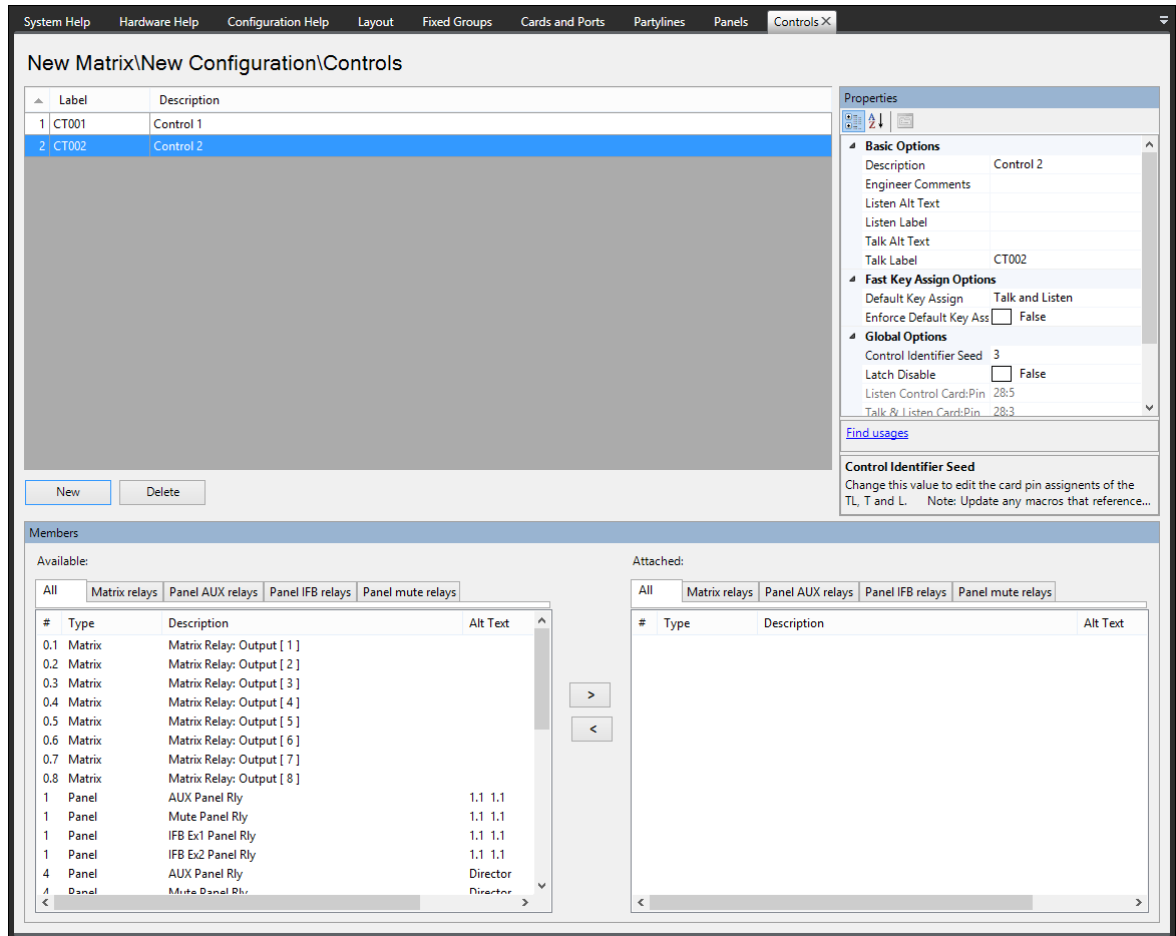 System Help Hardware Help Configuration Help Layout Fixed Groups Cards and Ports Partylines Panels Controls X
New Matrix\New Configuration\Controls
Label Description
1 CT001 Control 1
2 CT002 Control 2
New Delete
Properties
Basic Options
Description Control 2
Engineer Comments
Listen Alt Text
Listen Label
Talk Alt Text
Talk Label CT002
Fast Key Assign Options
Default Key Assign Talk and Listen
Enforce Default Key Ass False
Global Options
Control Identifier Seed 3
Latch Disable False
Listen Control Card:Pin 28:5
Talk & Listen Card:Pin 28:3
Find usages
Control Identifier Seed
Change this value to edit the card pin assignents of the
TL, T and L. Note: Update any macros that reference...
Members
Available:
All Matrix relays Panel AUX relays Panel IFB relays Panel mute relays
# Type Description Alt Text
0.1 Matrix Matrix Relay: Output [ 1 ]
0.2 Matrix Matrix Relay: Output [ 2 ]
0.3 Matrix Matrix Relay: Output [ 3 ]
0.4 Matrix Matrix Relay: Output [ 4 ]
0.5 Matrix Matrix Relay: Output [ 5 ]
0.6 Matrix Matrix Relay: Output [ 6 ]
0.7 Matrix Matrix Relay: Output [ 7 ]
0.8 Matrix Matrix Relay: Output [ 8 ]
1 Panel AUX Panel Rly 1.1 1.1
1 Panel Mute Panel Rly 1.1 1.1
1 Panel IFB Ex1 Panel Rly 1.1 1.1
1 Panel IFB Ex2 Panel Rly 1.1 1.1
4 Panel AUX Panel Rly Director
4 Panel Mute Panel Rly Director
>
<
Attached:
All Matrix relays Panel AUX relays Panel IFB relays Panel mute relays
# Type Description Alt Text